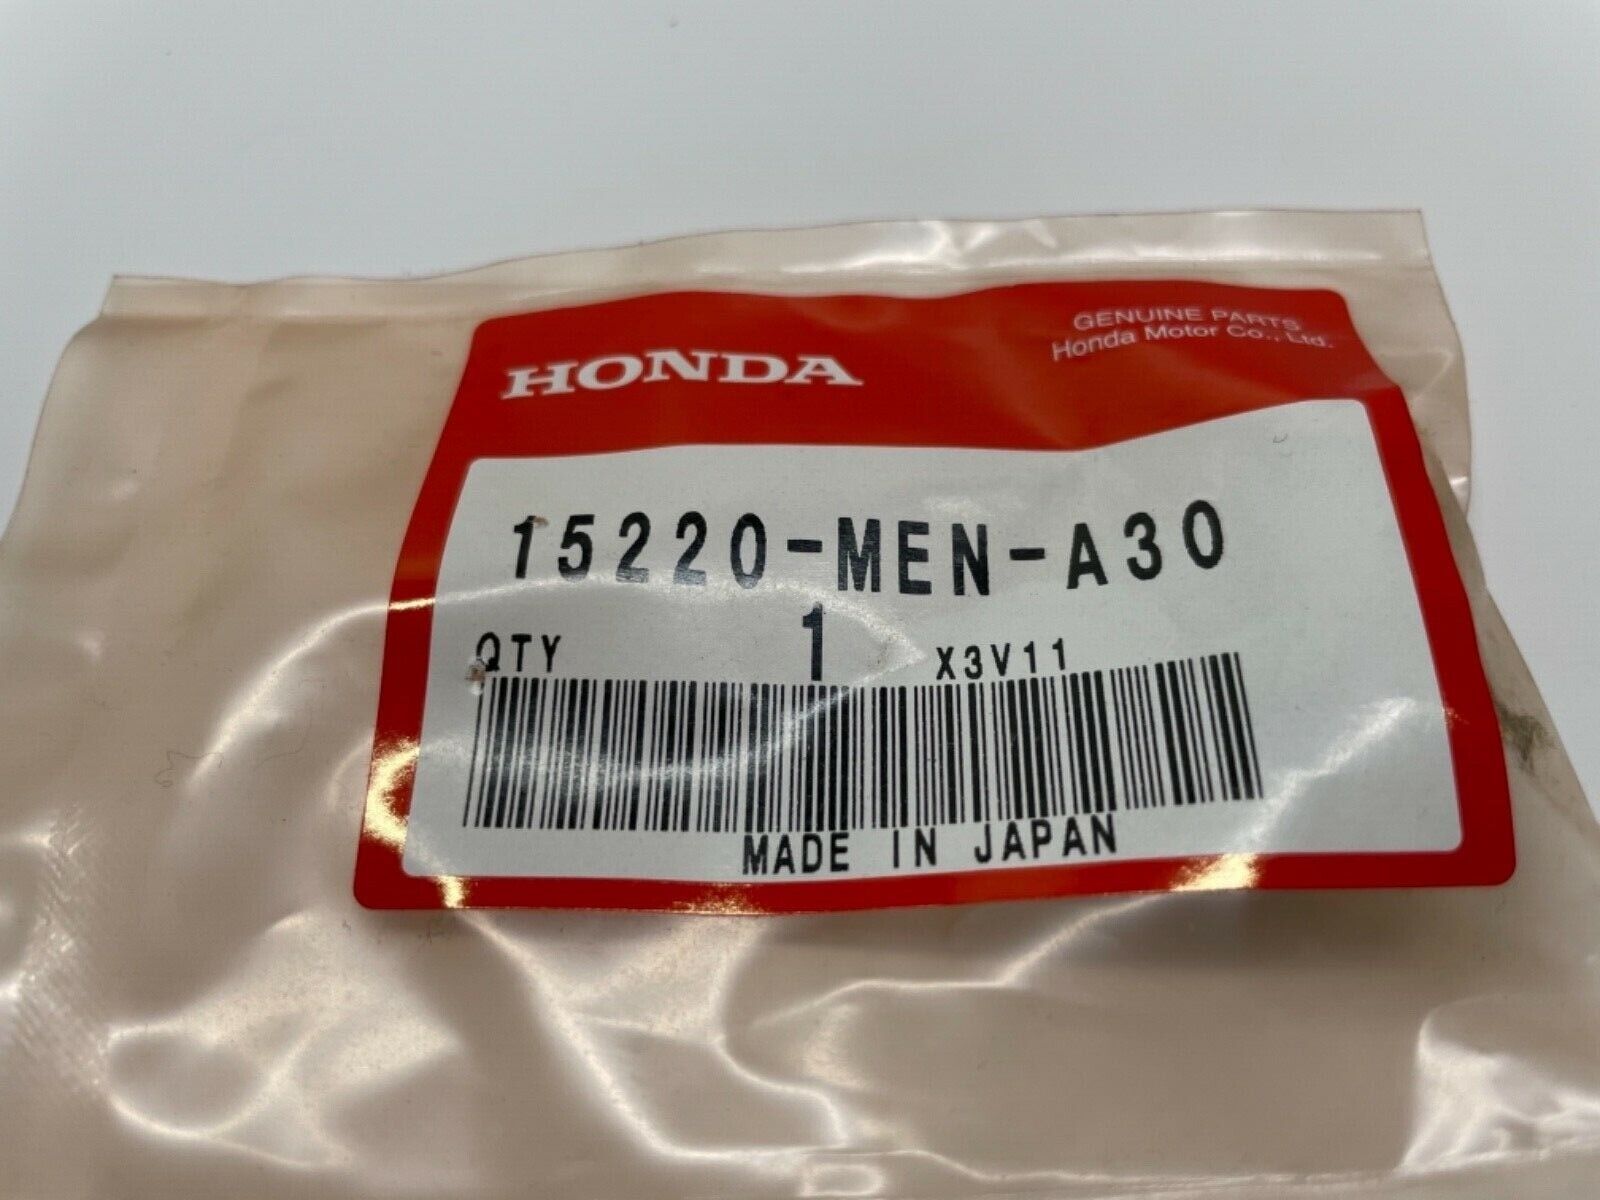 HONDA
GENUINE PARTS
Honda Motor Co., Ltd.
15220-MEN-A30
QTY 1 X3V11
MADE IN JAPAN